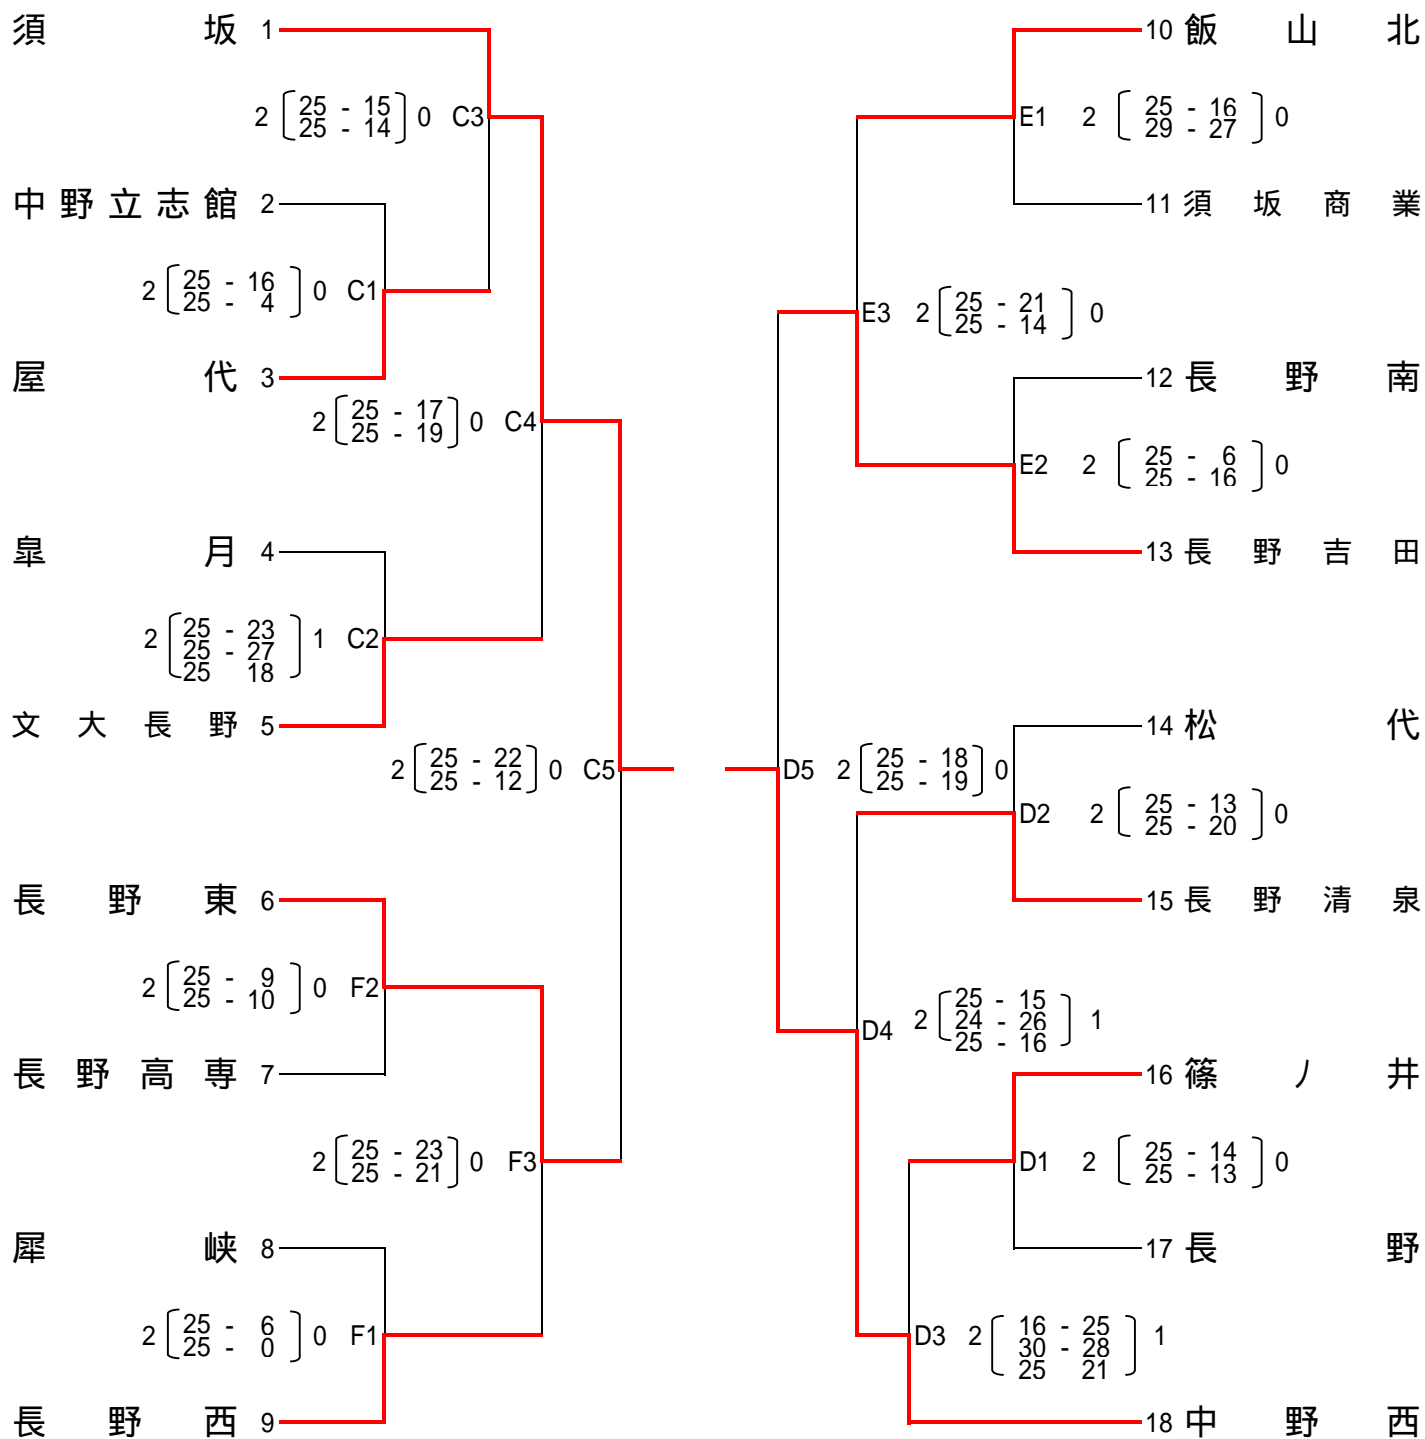 須坂 1
2 25 - 15 0 C3
25 - 14
中野立志館 2
2 25 - 16 0 C1
25 - 4
屋代 3
2 25 - 17 0 C4
25 - 19
皐月 4
2 25 - 23 1 C2
25 - 27
25 18
文大長野 5
2 25 - 22 0 C5
25 - 12
長野東 6
2 25 - 9 0 F2
25 - 10
長野高専 7
2 25 - 23 0 F3
25 - 21
犀峡 8
2 25 - 6 0 F1
25 - 0
長野西 9
10 飯山北
E1 2 25 - 16 0
29 - 27
11 須坂商業
E3 2 25 - 21 0
25 - 14
12 長野南
E2 2 25 - 6 0
25 - 16
13 長野吉田
14 松代
D5 2 25 - 18 0
25 - 19
D2 2 25 - 13 0
25 - 20
15 長野清泉
D4 2 25 - 15 1
24 - 26
25 - 16
16 篠ノ井
D1 2 25 - 14 0
25 - 13
17 長野
D3 2 16 - 25 1
30 - 28
25 21
18 中野西